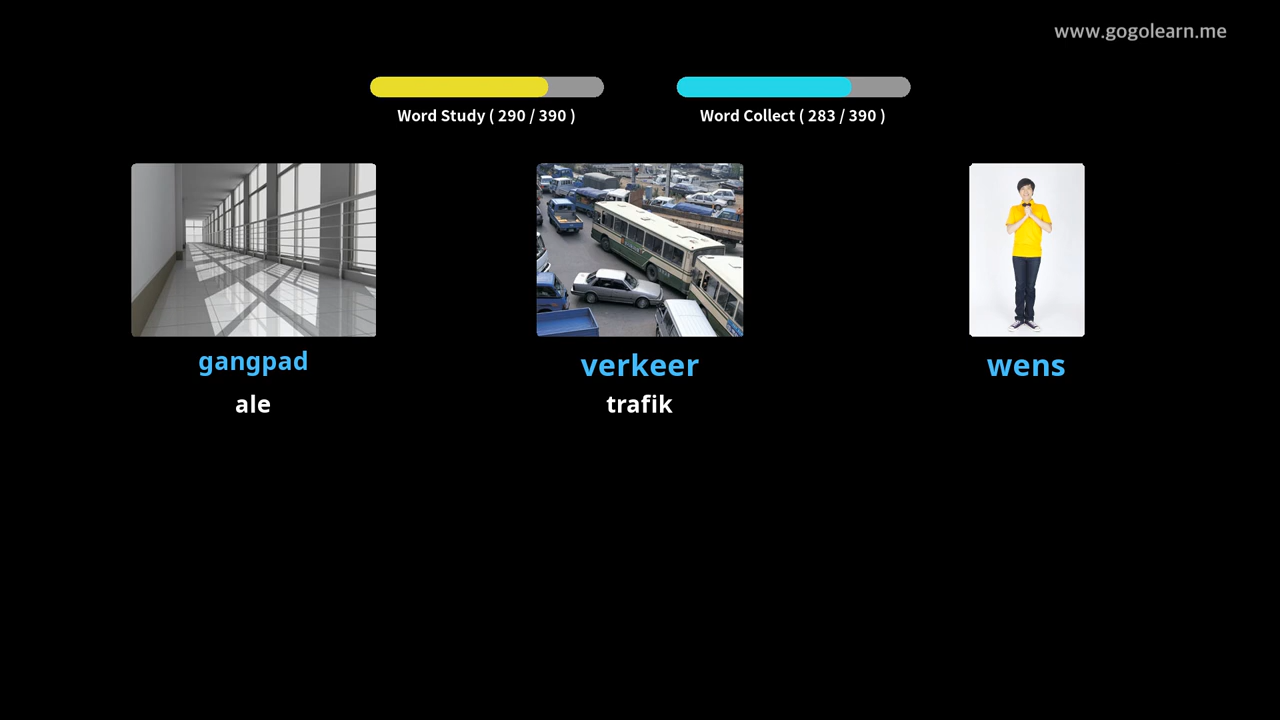 www.gogolearn.me
Word Study ( 290 / 390 )
Word Collect ( 283 / 390 )
gangpad
verkeer
wens
ale
trafik